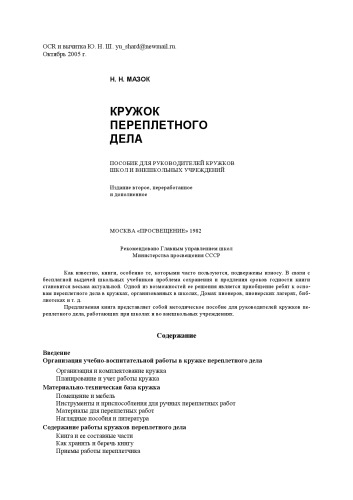 OCR и вычитка Ю. Н. Ш. yu_shard@newmail.ru
Октябрь 2005 г.
Н. Н. МАЗОК
КРУЖОК
ПЕРЕПЛЕТНОГО
ДЕЛА
ПОСОБИЕ ДЛЯ РУКОВОДИТЕЛЕЙ КРУЖКОВ
ШКОЛ И ВНЕШКОЛЬНЫХ УЧРЕЖДЕНИЙ
Издание второе, переработанное
и дополненное
МОСКВА «ПРОСВЕЩЕНИЕ» 1982
Рекомендовано Главным управлением школ
Министерства просвещения СССР
Как известно, книги, особенно те, которыми часто пользуются, подвержены износу. В связи с
бесплатной выдачей школьных учебников проблема сохранения и продления сроков годности книги
становится весьма актуальной. Одной из возможностей ее решения является приобщение ребят к осно-
вам переплетного дела в кружках, организованных в школах, Домах пионеров, пионерских лагерях, биб-
лиотеках и т. д.
Предлагаемая книга представляет собой методическое пособие для руководителей кружков пе-
реплетного дела, работающих при школах и во внешкольных учреждениях.
Содержание
Введение
Организация учебно-воспитательной работы в кружке переплетного дела
Организация и комплектование кружка
Планирование и учет работы кружка
Материально-техническая база кружка
Помещение и мебель
Инструменты и приспособления для ручных переплетных работ
Материалы для переплетных работ
Наглядные пособия и литература
Содержание работы кружков переплетного дела
Книга и ее составные части
Как хранить и беречь книгу
Приемы работы переплетчика